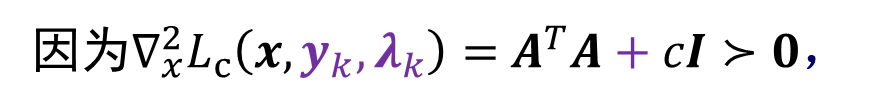 因为∇²ₓL_c(x, y_k, λ_k) = AᵀA + cI ≻ 0，